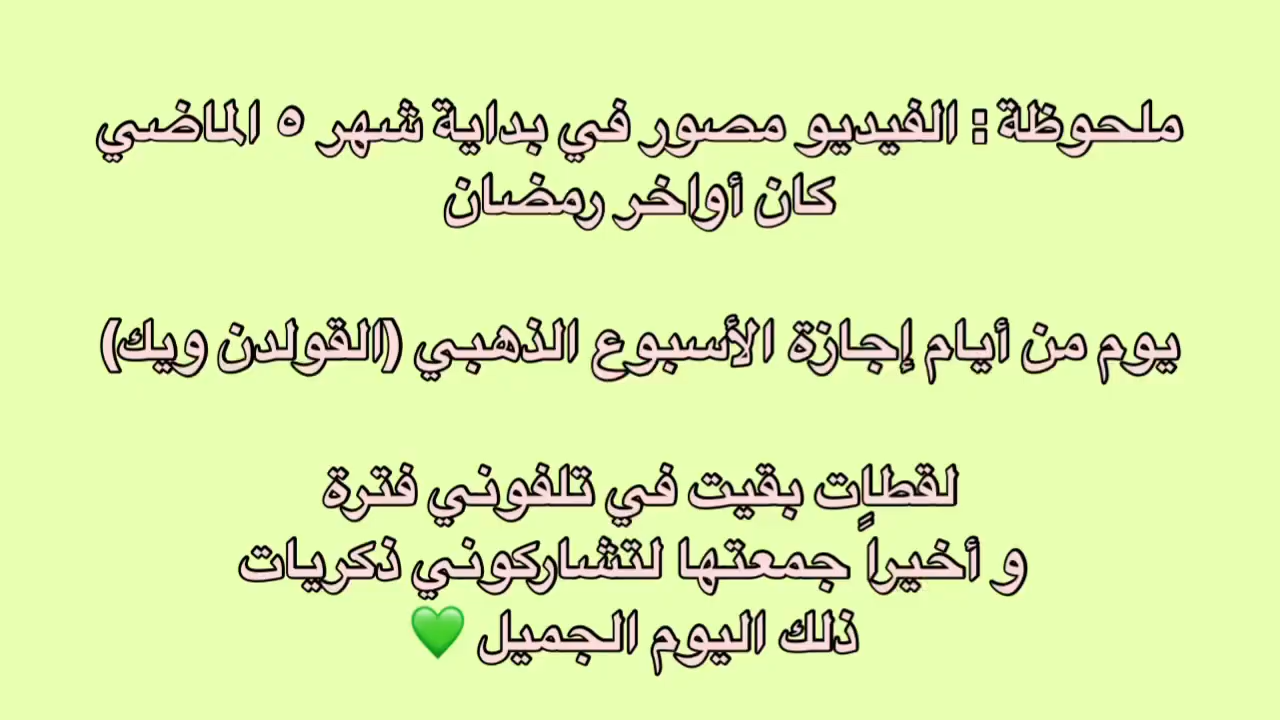 ملحوظة : الفيديو مصور في بداية شهر ٥ الماضي
كان أواخر رمضان
يوم من أيام إجازة الأسبوع الذهبي (القولدن ويك)
لقطات بقيت في تلفوني فترة
و أخيراً جمعتها لتشاركوني ذكريات
ذلك اليوم الجميل 💚